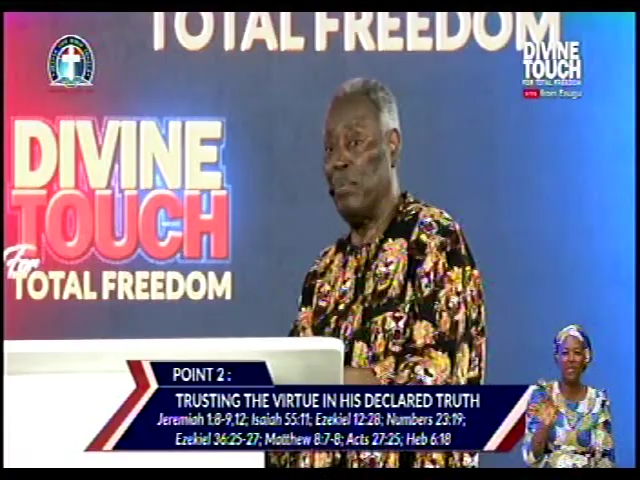 TOTAL FREEDOM
DIVINE
TOUCH
FOR TOTAL FREEDOM
from Enugu
DIVINE
TOUCH
For
TOTAL FREEDOM
POINT 2 :
TRUSTING THE VIRTUE IN HIS DECLARED TRUTH
Jeremiah 1:8-9,12; Isaiah 55:11; Ezekiel 12:28; Numbers 23:19;
Ezekiel 36:25-27; Matthew 8:7-8; Acts 27:25; Heb 6:18